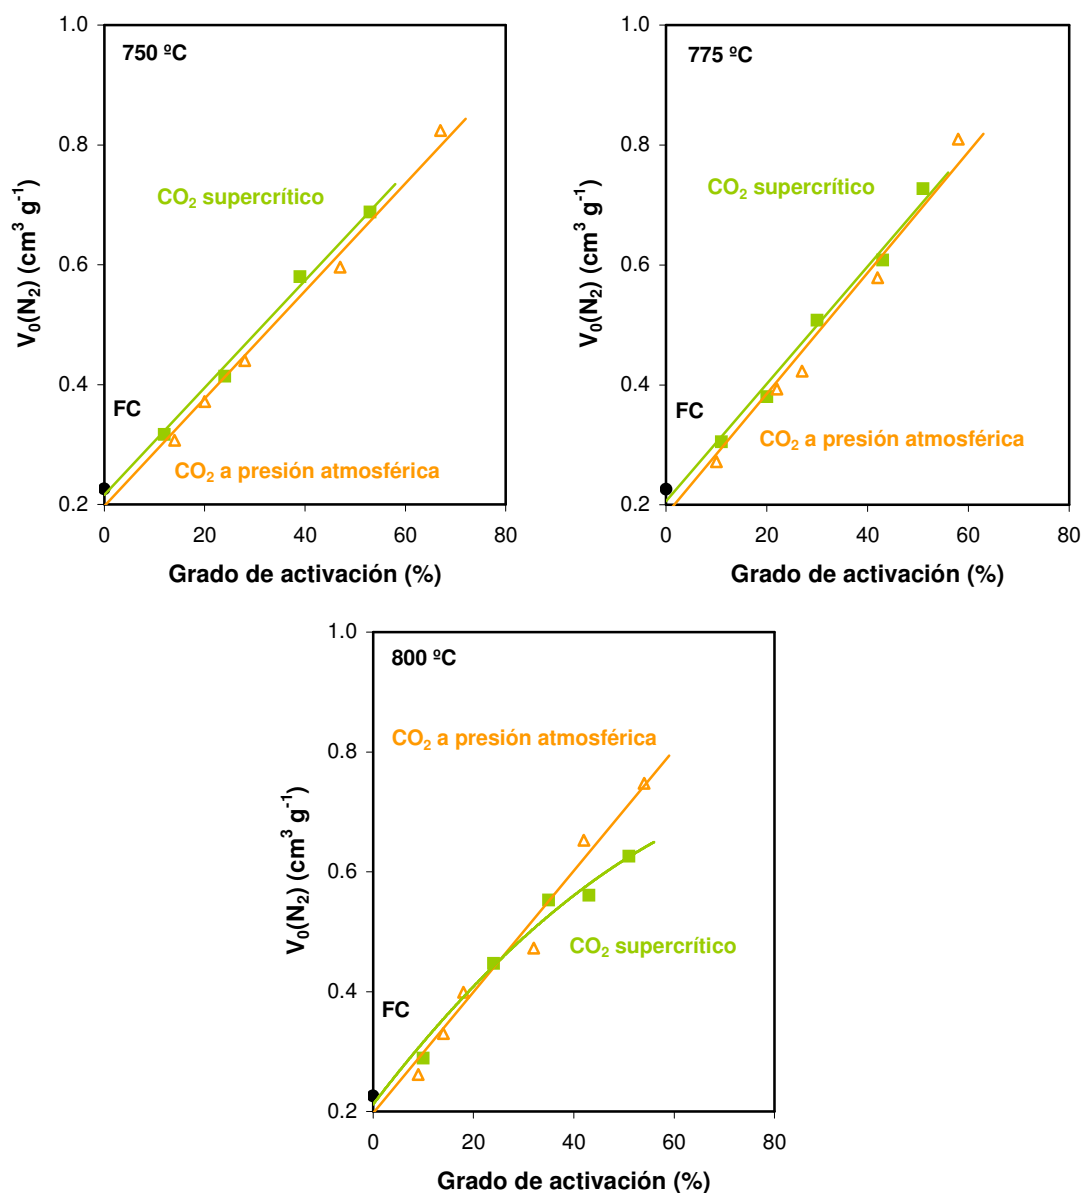 750 ºC
1.0
0.8
0.6
0.4
0.2
V₀(N₂) (cm³ g⁻¹)
CO₂ supercrítico
FC
CO₂ a presión atmosférica
0 20 40 60 80
Grado de activación (%)
775 ºC
1.0
0.8
0.6
0.4
0.2
V₀(N₂) (cm³ g⁻¹)
CO₂ supercrítico
FC
CO₂ a presión atmosférica
0 20 40 60 80
Grado de activación (%)
800 ºC
1.0
0.8
0.6
0.4
0.2
V₀(N₂) (cm³ g⁻¹)
CO₂ a presión atmosférica
CO₂ supercrítico
FC
0 20 40 60 80
Grado de activación (%)